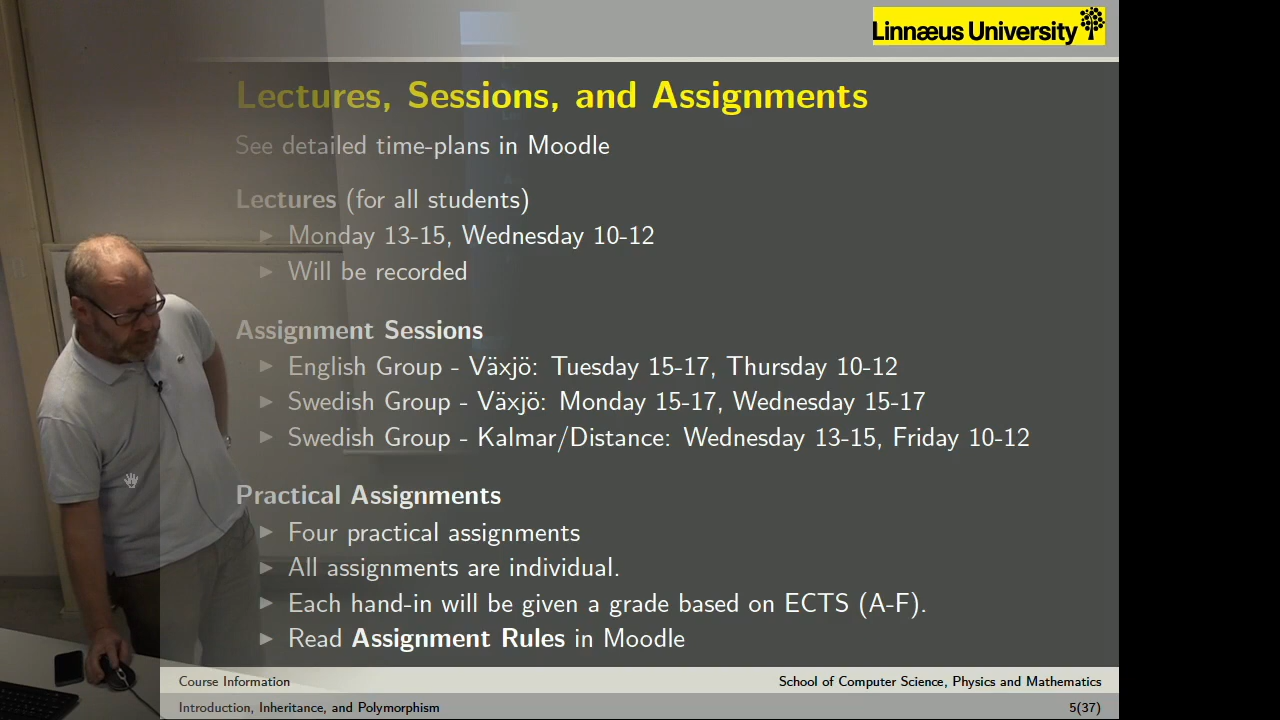 Linnæus University
Lectures, Sessions, and Assignments
See detailed time-plans in Moodle
Lectures (for all students)
▶ Monday 13-15, Wednesday 10-12
▶ Will be recorded
Assignment Sessions
▶ English Group - Växjö: Tuesday 15-17, Thursday 10-12
▶ Swedish Group - Växjö: Monday 15-17, Wednesday 15-17
▶ Swedish Group - Kalmar/Distance: Wednesday 13-15, Friday 10-12
Practical Assignments
▶ Four practical assignments
▶ All assignments are individual.
▶ Each hand-in will be given a grade based on ECTS (A-F).
▶ Read Assignment Rules in Moodle
Course Information
School of Computer Science, Physics and Mathematics
Introduction, Inheritance, and Polymorphism
5(37)